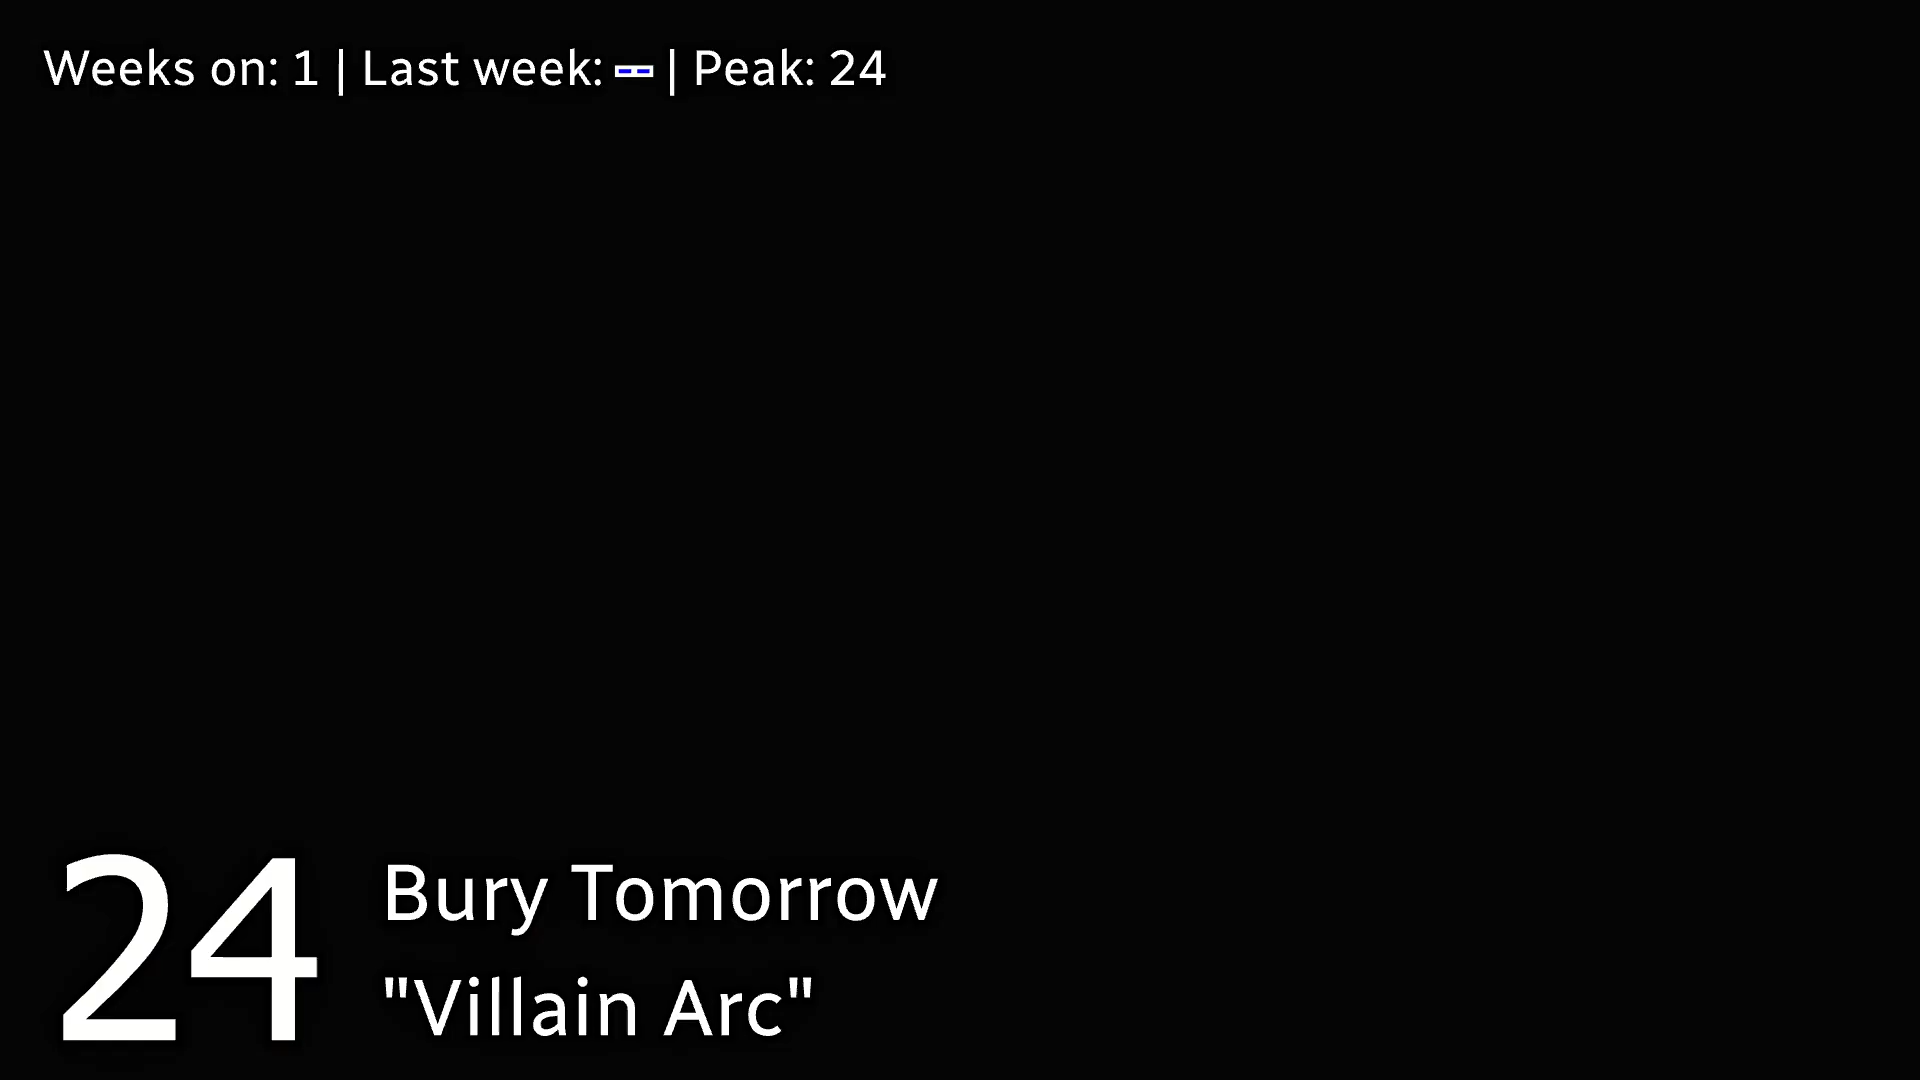 Weeks on: 1 | Last week: -- | Peak: 24
24
Bury Tomorrow
"Villain Arc"